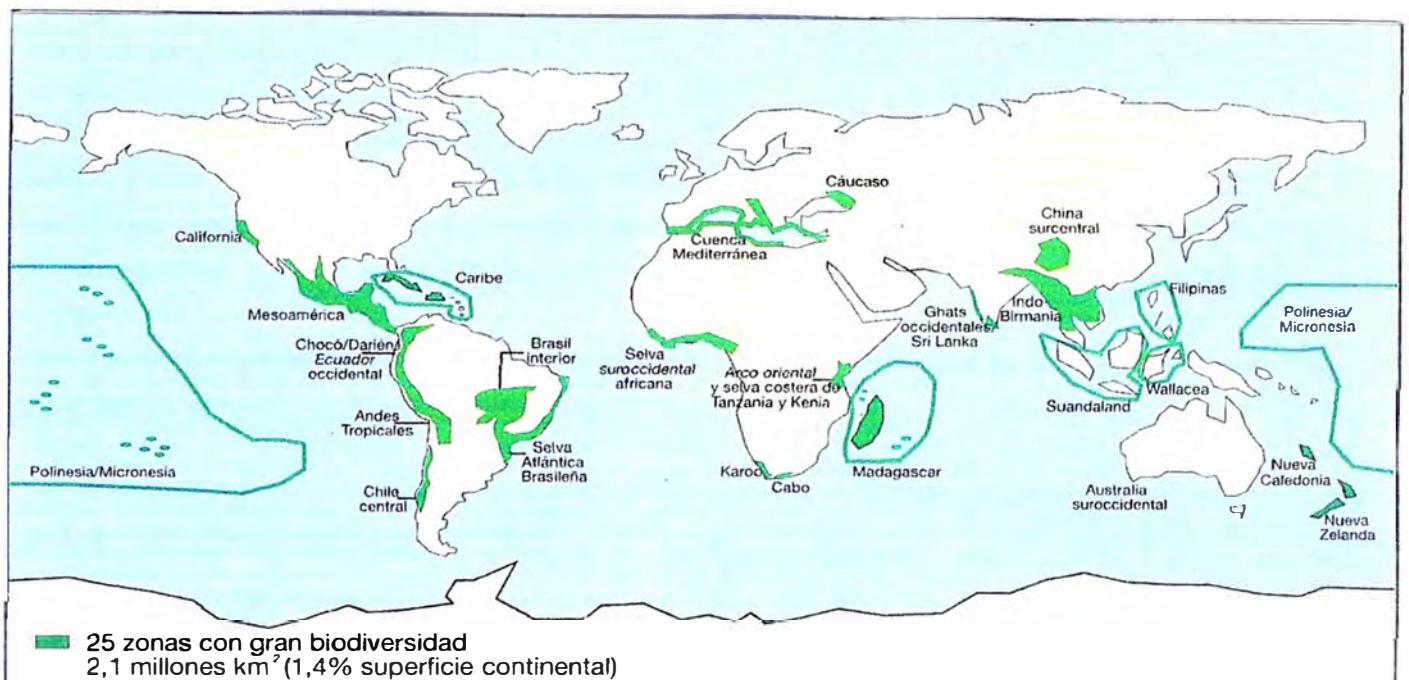 Cáucaso
China
surcentral
California
Cuenca
Mediterránea
Caribe
Mesoamérica
Filipinas
Ghats
occidentales/
Sri Lanka
Indo-
Birmania
Polinesia/
Micronesia
Chocó/Darién/
Ecuador
occidental
Brasil
interior
Selva
suroccidental
africana
Arco oriental
y selva costera de
Tanzania y Kenia
Wallacea
Suandaland
Andes
Tropicales
Selva
Atlántica
Brasileña
Polinesia/Micronesia
Karoo
Cabo
Madagascar
Nueva
Caledonia
Chile
central
Australia
suroccidental
Nueva
Zelanda
25 zonas con gran biodiversidad
2,1 millones km² (1,4% superficie continental)